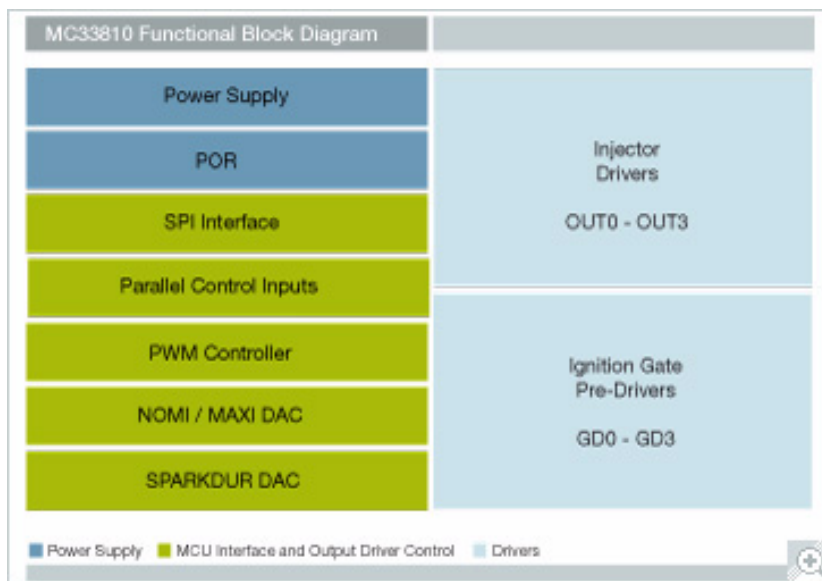 MC33810 Functional Block Diagram
Power Supply
POR
SPI Interface
Parallel Control Inputs
PWM Controller
NOMI / MAXI DAC
SPARKDUR DAC
Injector
Drivers
OUT0 - OUT3
Ignition Gate
Pre-Drivers
GD0 - GD3
Power Supply MCU Interface and Output Driver Control Drivers